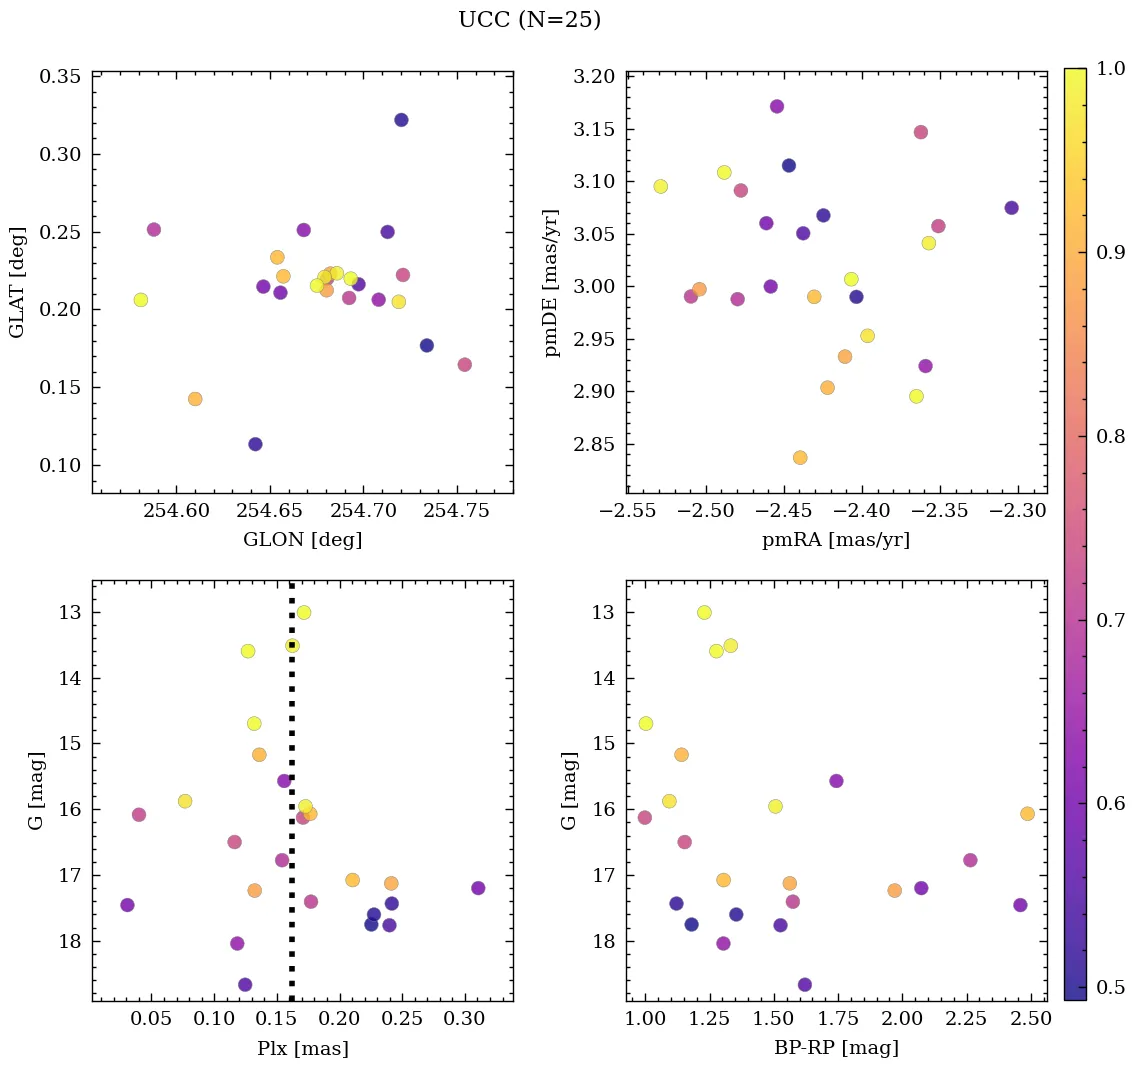 UCC (N=25)
0.35
0.30
0.25
0.20
0.15
0.10
GLAT [deg]
254.60 254.65 254.70 254.75
GLON [deg]
3.20
3.15
3.10
3.05
3.00
2.95
2.90
2.85
pmDE [mas/yr]
−2.55 −2.50 −2.45 −2.40 −2.35 −2.30
pmRA [mas/yr]
1.0
0.9
0.8
0.7
0.6
0.5
13
14
15
16
17
18
G [mag]
0.05 0.10 0.15 0.20 0.25 0.30
Plx [mas]
13
14
15
16
17
18
G [mag]
1.00 1.25 1.50 1.75 2.00 2.25 2.50
BP-RP [mag]